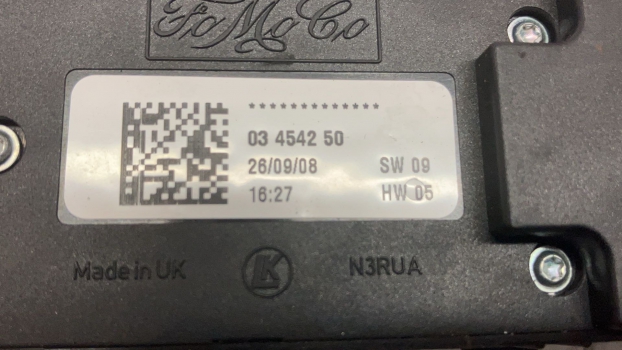 FoMoCo
*************
03 4542 50
26/09/08 SW 09
16:27 HW 05
Made in UK K N3RUA